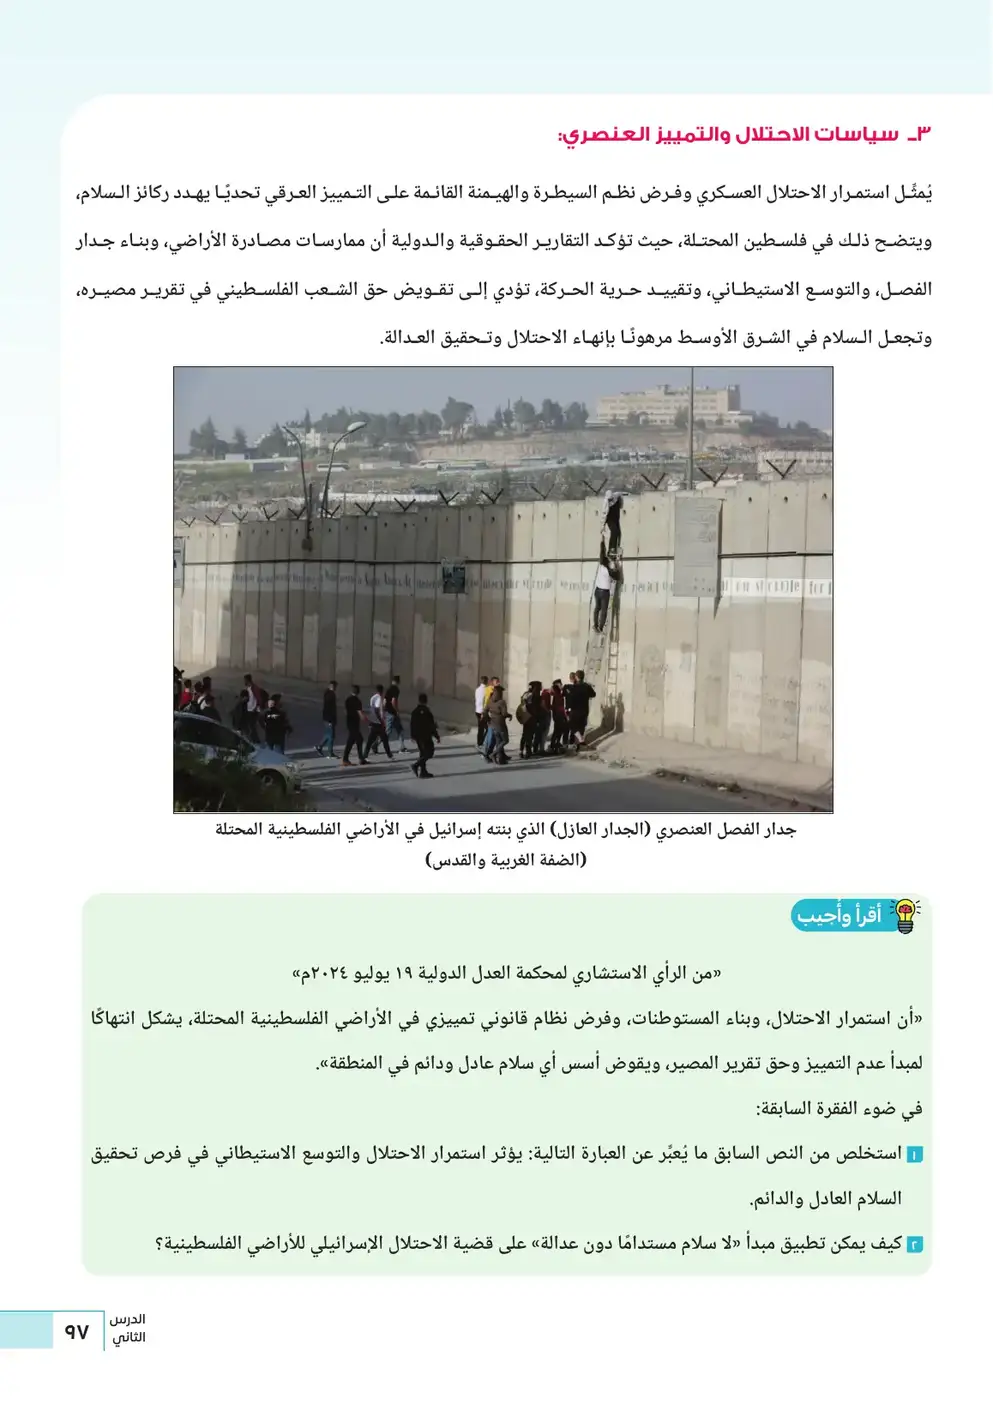 ٣ـ سياسات الاحتلال والتمييز العنصري:
يُمثِّل استمرار الاحتلال العسكري وفرض نظم السيطرة والهيمنة القائمة على التمييز العرقي تحديًا يهدد ركائز السلام،
ويتضح ذلك في فلسطين المحتلة، حيث تؤكد التقارير الحقوقية والدولية أن ممارسات مصادرة الأراضي، وبناء جدار
الفصل، والتوسع الاستيطاني، وتقييد حرية الحركة، تؤدي إلى تقويض حق الشعب الفلسطيني في تقرير مصيره،
وتجعل السلام في الشرق الأوسط مرهونًا بإنهاء الاحتلال وتحقيق العدالة.
struggle for
جدار الفصل العنصري (الجدار العازل) الذي بنته إسرائيل في الأراضي الفلسطينية المحتلة
(الضفة الغربية والقدس)
أقرأ وأجيب
«من الرأي الاستشاري لمحكمة العدل الدولية ١٩ يوليو ٢٠٢٤م»
«أن استمرار الاحتلال، وبناء المستوطنات، وفرض نظام قانوني تمييزي في الأراضي الفلسطينية المحتلة، يشكل انتهاكًا
لمبدأ عدم التمييز وحق تقرير المصير، ويقوض أسس أي سلام عادل ودائم في المنطقة».
في ضوء الفقرة السابقة:
١ استخلص من النص السابق ما يُعبِّر عن العبارة التالية: يؤثر استمرار الاحتلال والتوسع الاستيطاني في فرص تحقيق
السلام العادل والدائم.
٢ كيف يمكن تطبيق مبدأ «لا سلام مستدامًا دون عدالة» على قضية الاحتلال الإسرائيلي للأراضي الفلسطينية؟
الدرس
الثاني
٩٧